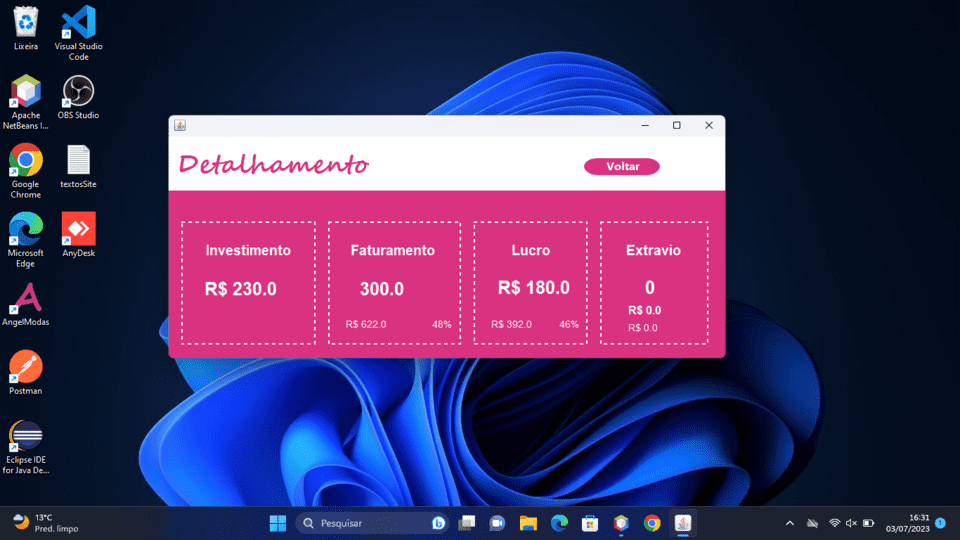 Lixeira
Visual Studio
Code
Apache
NetBeans I...
OBS Studio
Google
Chrome
textosSite
Microsoft
Edge
AnyDesk
AngelModas
Postman
Eclipse IDE
for Java De...
Detalhamento
Voltar
Investimento
R$ 230.0
Faturamento
300.0
R$ 622.0 48%
Lucro
R$ 180.0
R$ 392.0 46%
Extravio
0
R$ 0.0
R$ 0.0
13°C
Pred. limpo
Pesquisar
16:31
03/07/2023
1